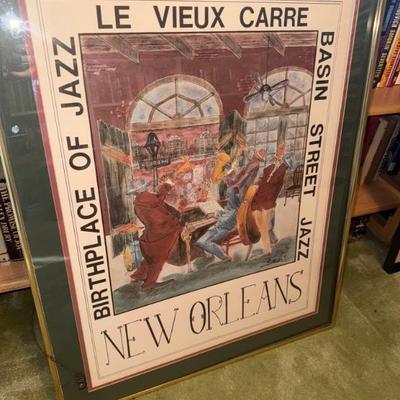 LE VIEUX CARRE
BIRTHPLACE OF JAZZ
BASIN STREET JAZZ
NEW ORLEANS